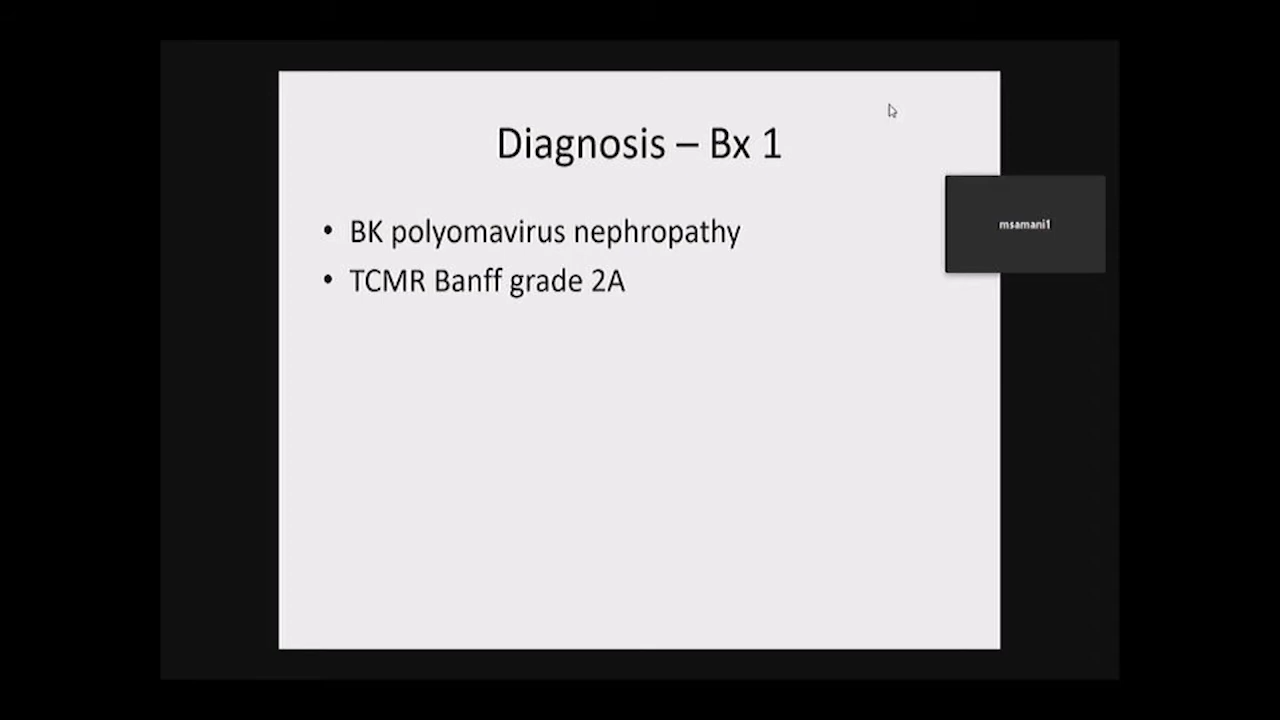 Diagnosis – Bx 1
• BK polyomavirus nephropathy
• TCMR Banff grade 2A
msamani1